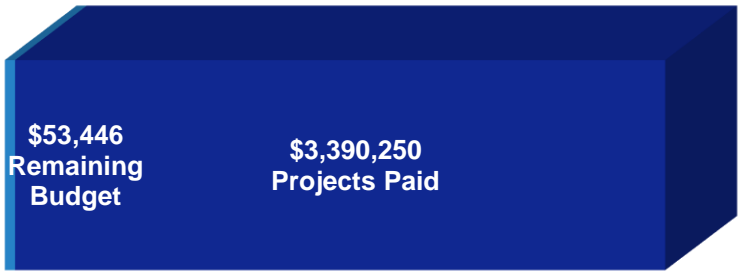 $53,446
Remaining
Budget
$3,390,250
Projects Paid